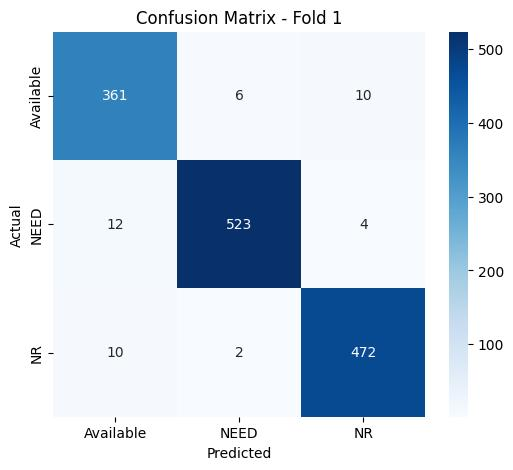 Confusion Matrix - Fold 1
Available 361 6 10
NEED 12 523 4
NR 10 2 472
Available NEED NR
Predicted
Actual
500
400
300
200
100